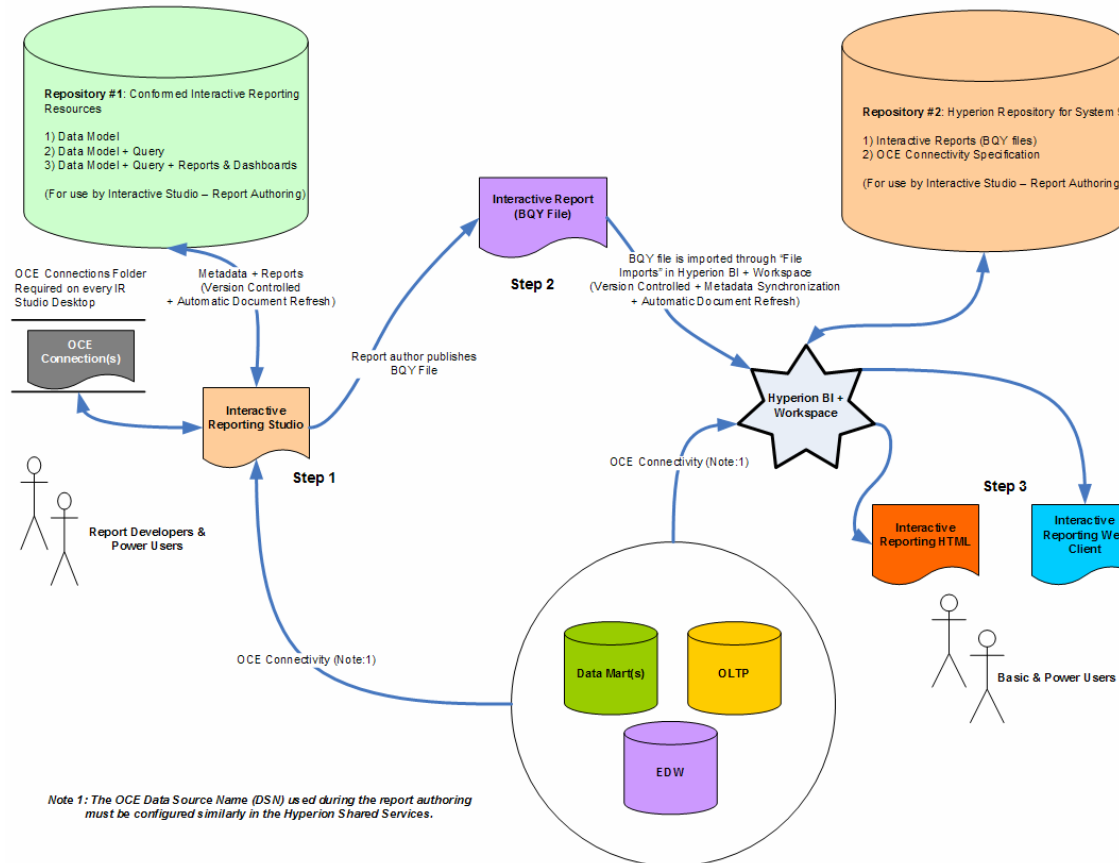 Repository #1: Conformed Interactive Reporting
Resources
1) Data Model
2) Data Model + Query
3) Data Model + Query + Reports & Dashboards
(For use by Interactive Studio – Report Authoring)
Repository #2: Hyperion Repository for System
1) Interactive Reports (BQY files)
2) OCE Connectivity Specification
(For use by Interactive Studio – Report Authoring
Interactive Report
(BQY File)
Step 2
BQY file is imported through "File
Imports" in Hyperion BI + Workspace
(Version Controlled + Metadata Synchronization
+ Automatic Document Refresh)
OCE Connections Folder
Required on every IR
Studio Desktop
Metadata + Reports
(Version Controlled
+ Automatic Document Refresh)
OCE
Connection(s)
Report author publishes
BQY File
Interactive
Reporting Studio
Step 1
Hyperion BI +
Workspace
OCE Connectivity (Note:1)
Step 3
Interactive
Reporting HTML
Interactive
Reporting We
Client
Report Developers &
Power Users
OCE Connectivity (Note:1)
Data Mart(s)
OLTP
EDW
Basic & Power Users
Note 1: The OCE Data Source Name (DSN) used during the report authoring
must be configured similarly in the Hyperion Shared Services.